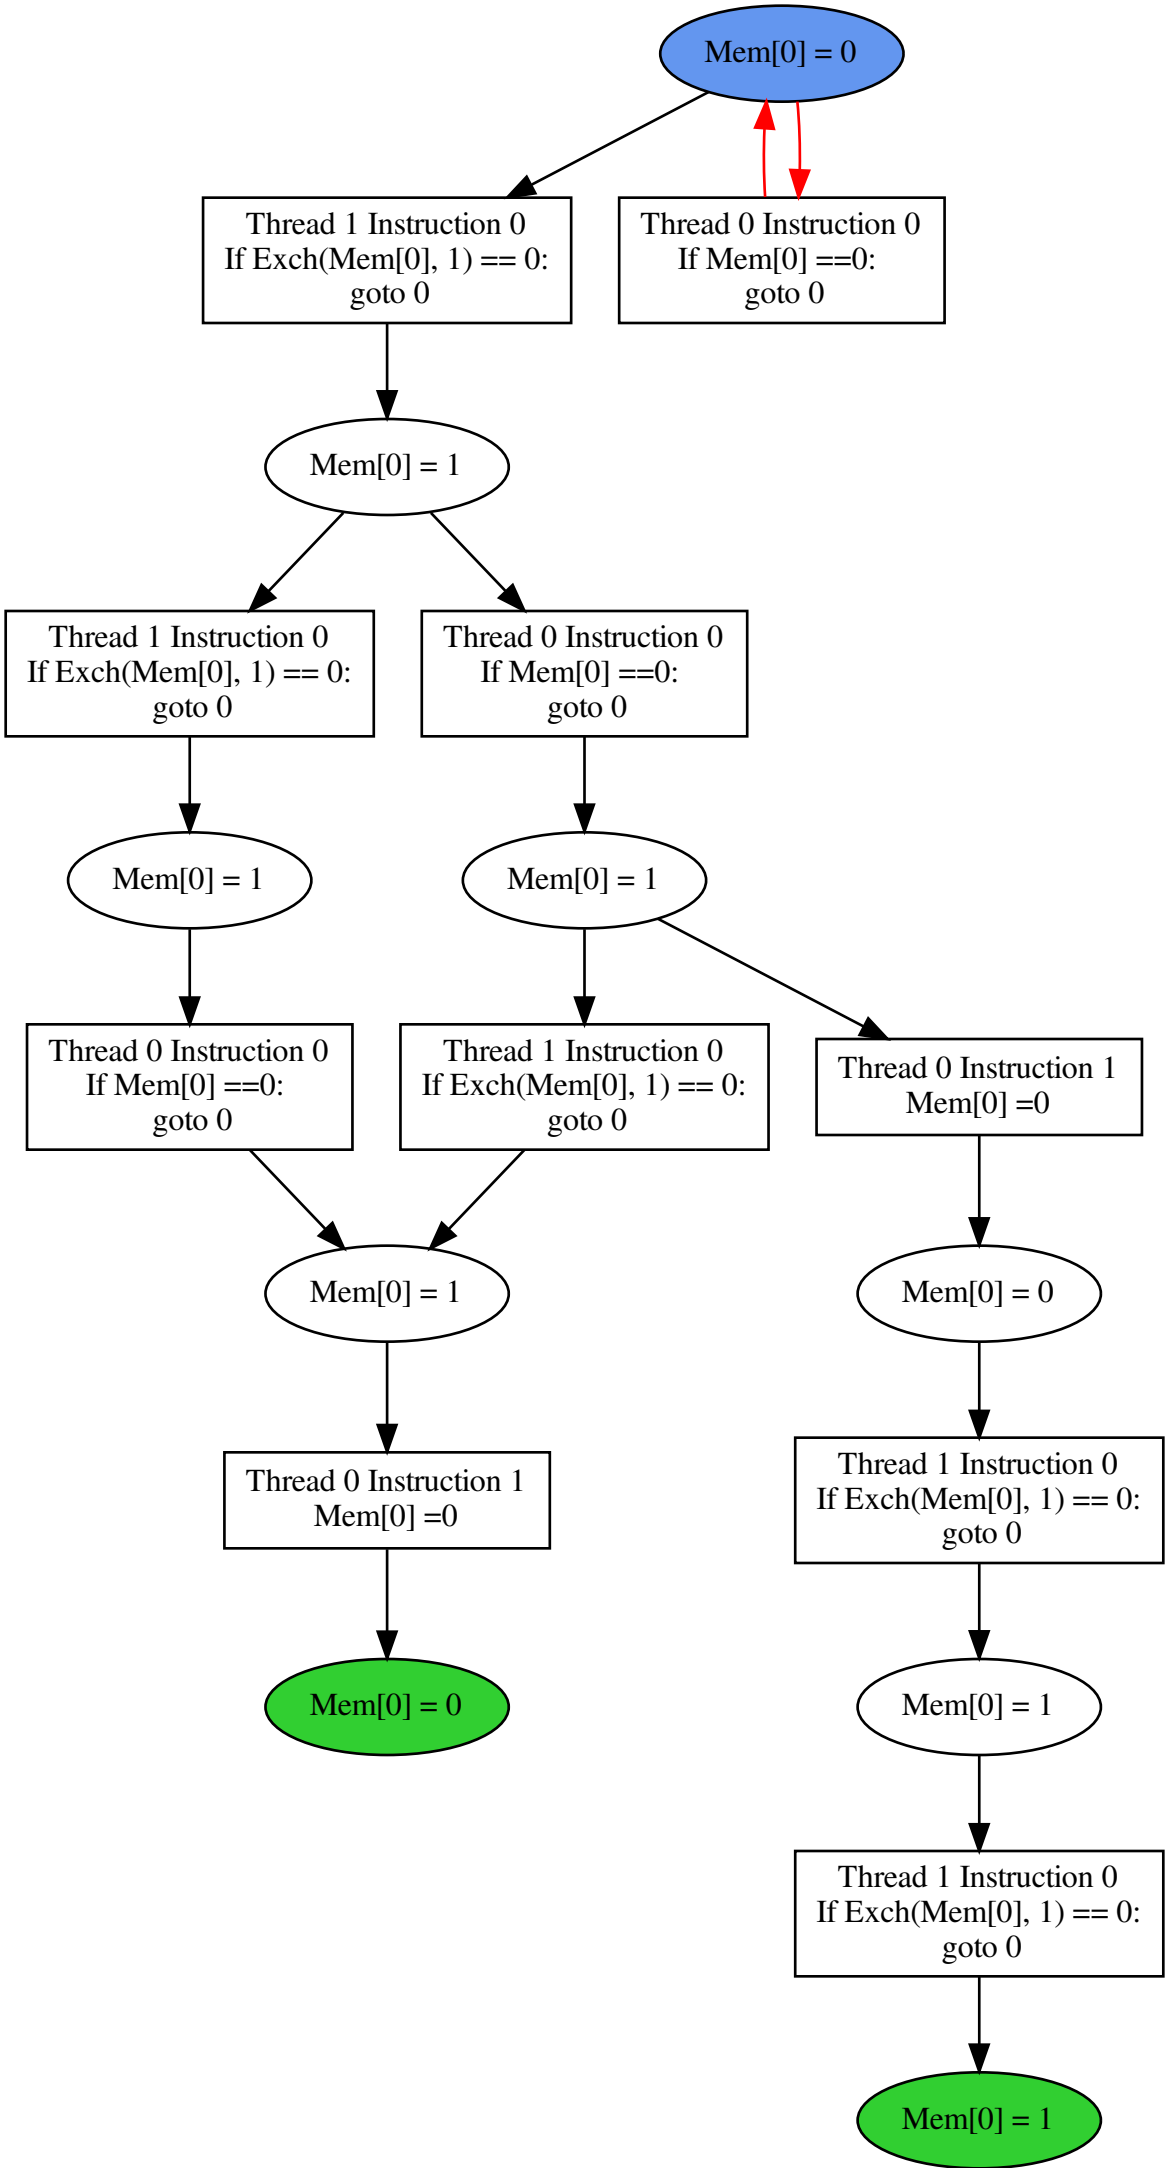 Mem[0] = 0
Thread 1 Instruction 0
If Exch(Mem[0], 1) == 0:
goto 0
Thread 0 Instruction 0
If Mem[0] ==0:
goto 0
Mem[0] = 1
Thread 1 Instruction 0
If Exch(Mem[0], 1) == 0:
goto 0
Thread 0 Instruction 0
If Mem[0] ==0:
goto 0
Mem[0] = 1
Mem[0] = 1
Thread 0 Instruction 0
If Mem[0] ==0:
goto 0
Thread 1 Instruction 0
If Exch(Mem[0], 1) == 0:
goto 0
Thread 0 Instruction 1
Mem[0] =0
Mem[0] = 1
Mem[0] = 0
Thread 0 Instruction 1
Mem[0] =0
Thread 1 Instruction 0
If Exch(Mem[0], 1) == 0:
goto 0
Mem[0] = 0
Mem[0] = 1
Thread 1 Instruction 0
If Exch(Mem[0], 1) == 0:
goto 0
Mem[0] = 1